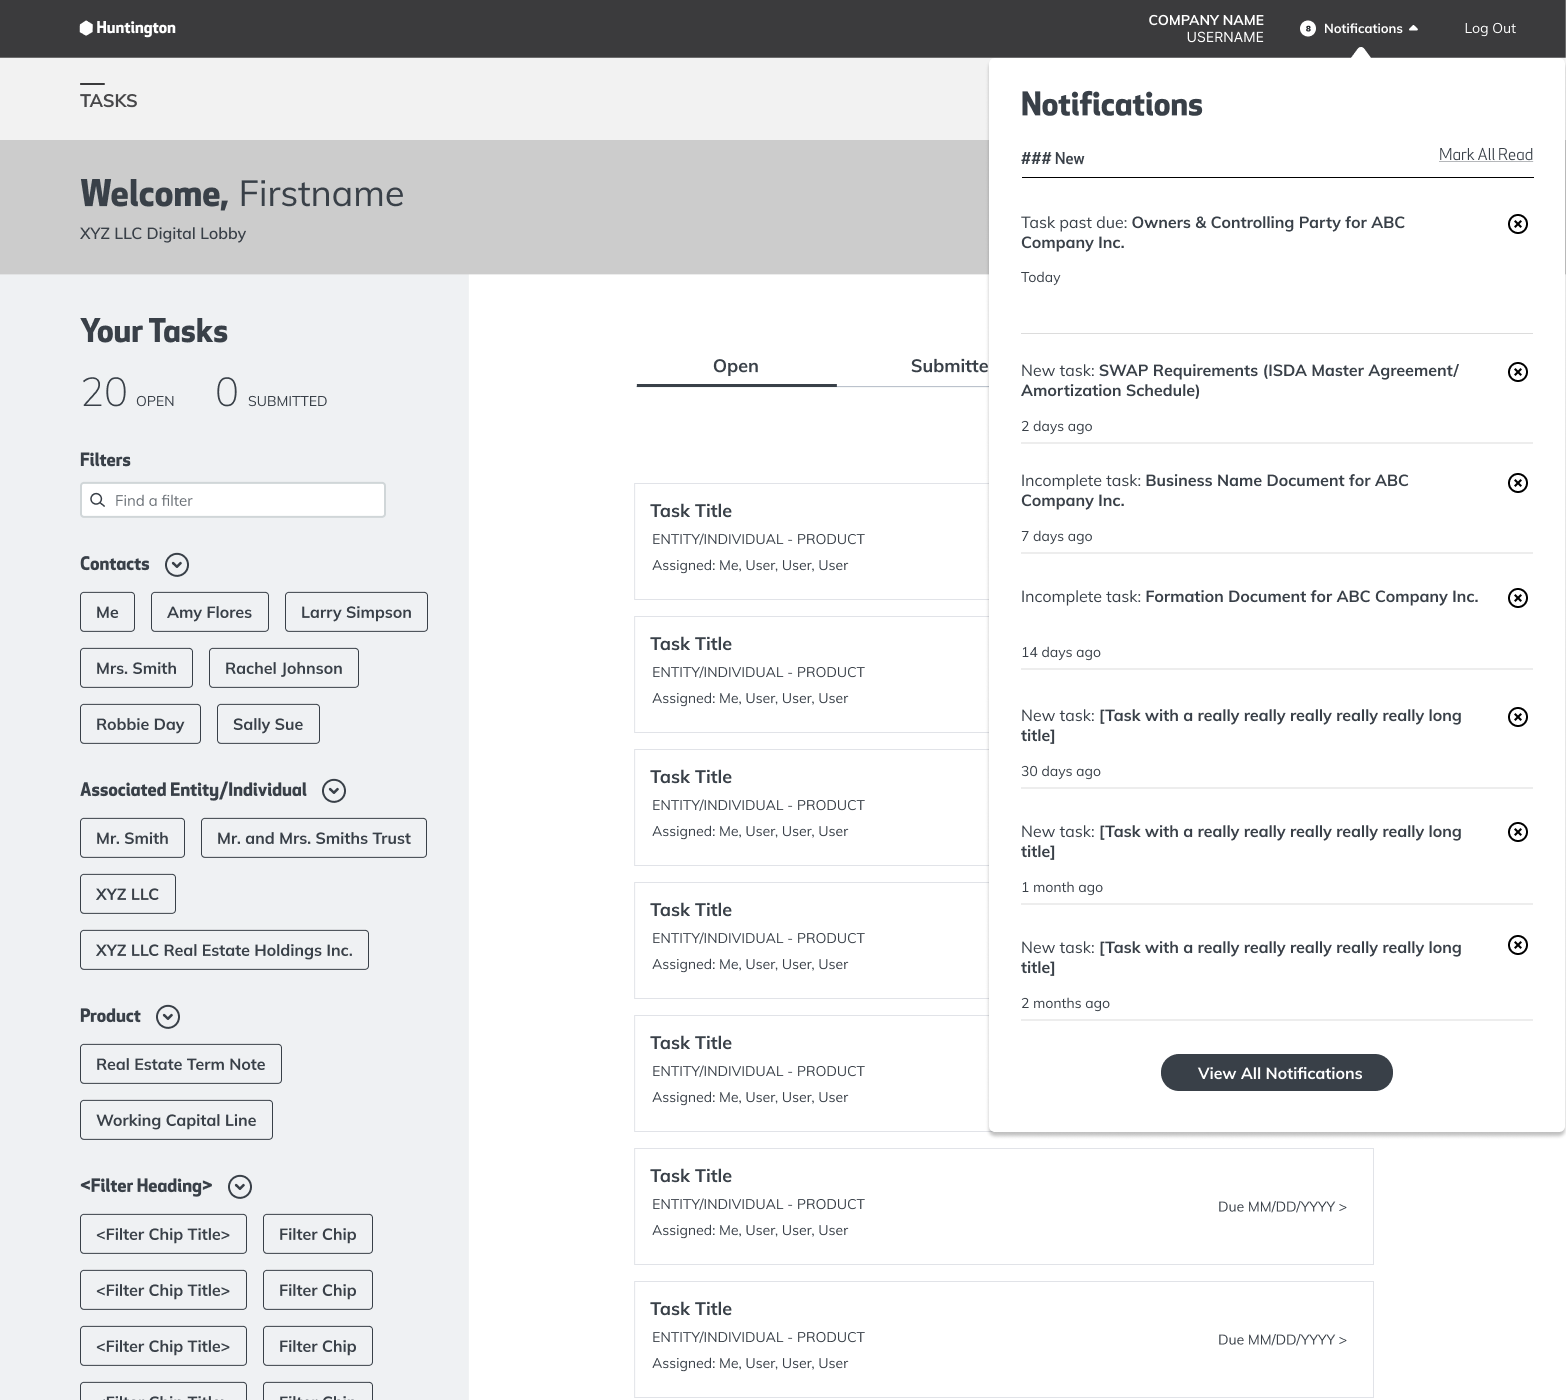 Huntington
COMPANY NAME
USERNAME
8 Notifications
Log Out
TASKS
Welcome, Firstname
XYZ LLC Digital Lobby
Your Tasks
20 OPEN 0 SUBMITTED
Filters
Find a filter
Contacts
Me Amy Flores Larry Simpson
Mrs. Smith Rachel Johnson
Robbie Day Sally Sue
Associated Entity/Individual
Mr. Smith Mr. and Mrs. Smiths Trust
XYZ LLC
XYZ LLC Real Estate Holdings Inc.
Product
Real Estate Term Note
Working Capital Line
<Filter Heading>
<Filter Chip Title> Filter Chip
<Filter Chip Title> Filter Chip
<Filter Chip Title> Filter Chip
<Filter Chip Title> Filter Chip
Open Submitte
Task Title
ENTITY/INDIVIDUAL - PRODUCT
Assigned: Me, User, User, User
Task Title
ENTITY/INDIVIDUAL - PRODUCT
Assigned: Me, User, User, User
Task Title
ENTITY/INDIVIDUAL - PRODUCT
Assigned: Me, User, User, User
Task Title
ENTITY/INDIVIDUAL - PRODUCT
Assigned: Me, User, User, User
Task Title
ENTITY/INDIVIDUAL - PRODUCT
Assigned: Me, User, User, User
Task Title
ENTITY/INDIVIDUAL - PRODUCT
Assigned: Me, User, User, User
Due MM/DD/YYYY >
Task Title
ENTITY/INDIVIDUAL - PRODUCT
Assigned: Me, User, User, User
Due MM/DD/YYYY >
Notifications
### New
Mark All Read
Task past due: Owners & Controlling Party for ABC
Company Inc.
Today
New task: SWAP Requirements (ISDA Master Agreement/
Amortization Schedule)
2 days ago
Incomplete task: Business Name Document for ABC
Company Inc.
7 days ago
Incomplete task: Formation Document for ABC Company Inc.
14 days ago
New task: [Task with a really really really really really long
title]
30 days ago
New task: [Task with a really really really really really long
title]
1 month ago
New task: [Task with a really really really really really long
title]
2 months ago
View All Notifications